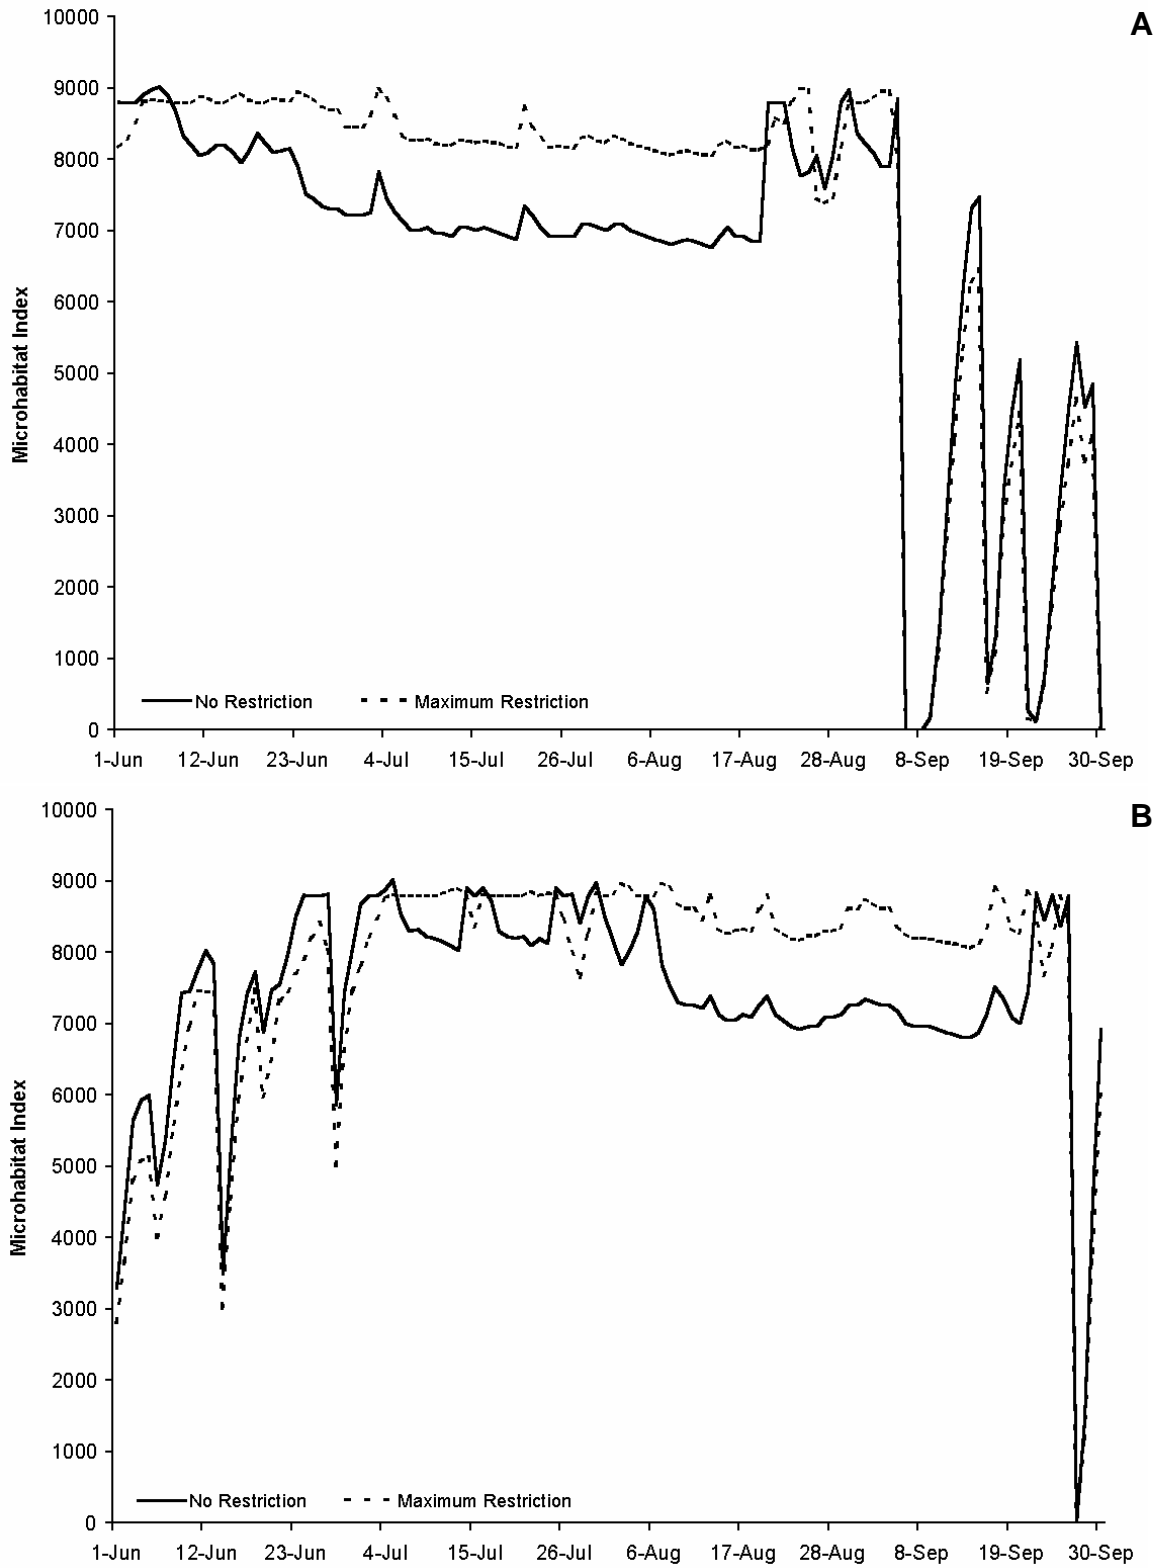 A
10000
9000
8000
7000
6000
5000
4000
3000
2000
1000
0
Microhabitat Index
No Restriction Maximum Restriction
1-Jun 12-Jun 23-Jun 4-Jul 15-Jul 26-Jul 6-Aug 17-Aug 28-Aug 8-Sep 19-Sep 30-Sep
B
10000
9000
8000
7000
6000
5000
4000
3000
2000
1000
0
Microhabitat Index
No Restriction Maximum Restriction
1-Jun 12-Jun 23-Jun 4-Jul 15-Jul 26-Jul 6-Aug 17-Aug 28-Aug 8-Sep 19-Sep 30-Sep